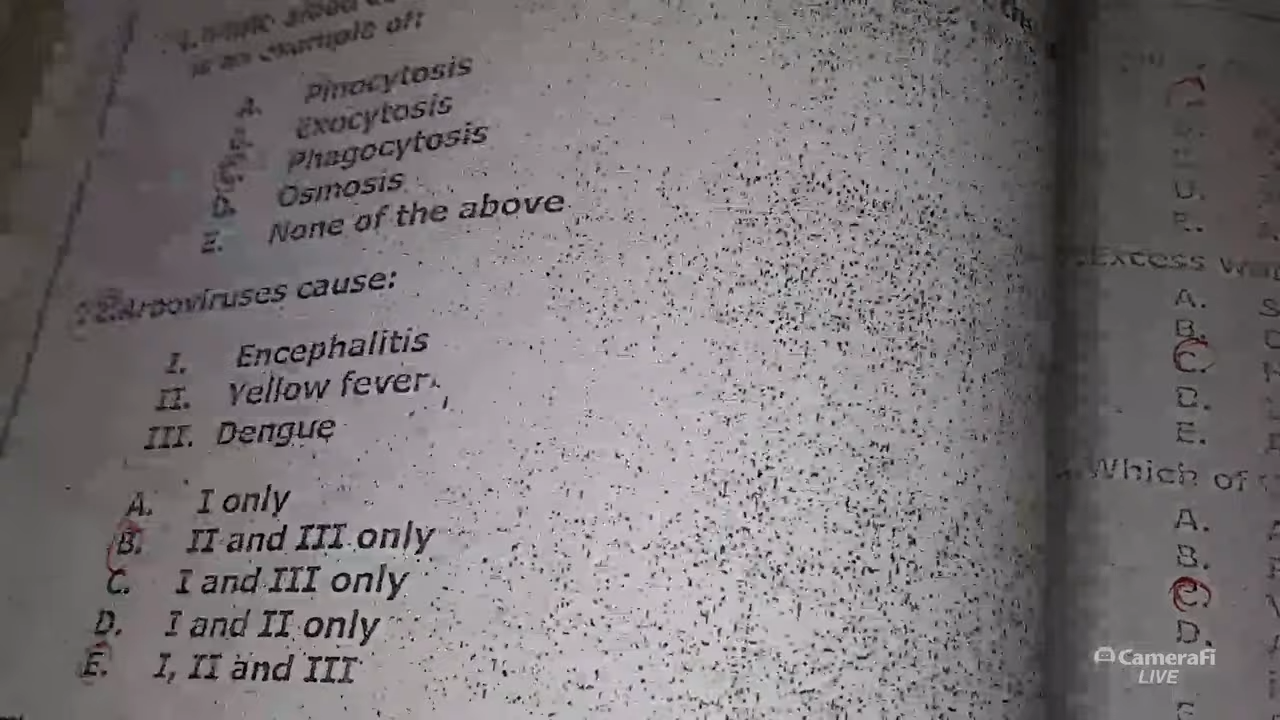 is an example of:
A. Pinocytosis
Exocytosis
Phagocytosis
D. Osmosis
E. None of the above
Arboviruses cause:
I. Encephalitis
II. Yellow fever
III. Dengue
A. I only
B. II and III only
C. I and III only
D. I and II only
E. I, II and III
D.
E.
Excess
A.
B.
C.
D.
E.
Which of
A.
B.
C.
D.
CameraFi
LIVE